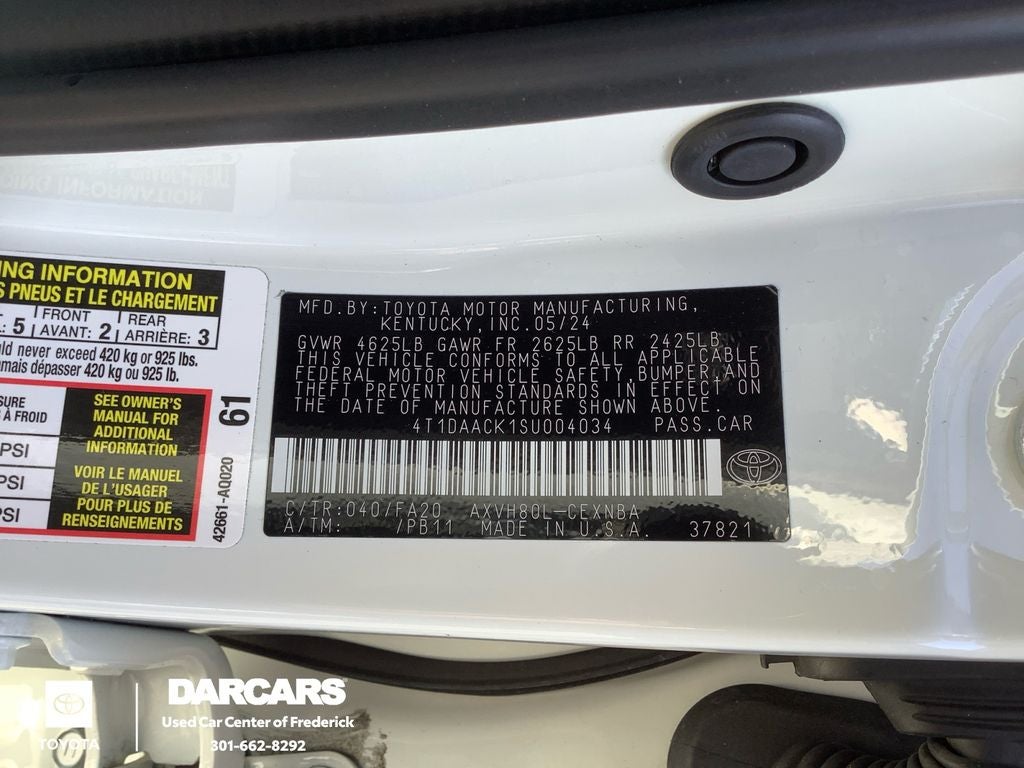 NG INFORMATION
S PNEUS ET LE CHARGEMENT
5 FRONT AVANT: 2 REAR ARRIÈRE: 3
never exceed 420 kg or 925 lbs.
dépasser 420 kg ou 925 lb.
À FROID
SEE OWNER'S
MANUAL FOR
ADDITIONAL
INFORMATION
PSI
VOIR LE MANUEL
DE L'USAGER
POUR PLUS DE
RENSEIGNEMENTS
PSI
PSI
61
42661-AQ020
MFD.BY:TOYOTA MOTOR MANUFACTURING,
KENTUCKY, INC.05/24
GVWR 4625LB GAWR FR 2625LB RR 2425LB
THIS VEHICLE CONFORMS TO ALL APPLICABLE
FEDERAL MOTOR VEHICLE SAFETY, BUMPER AND
THEFT PREVENTION STANDARDS IN EFFECT ON
THE DATE OF MANUFACTURE SHOWN ABOVE.
4T1DAACK1SU004034 PASS.CAR
C/TR:040/FA20 AXVH80L-CEXNBA
A/TM: /PB11 MADE IN U.S.A. 37821
TOYOTA
DARCARS
Used Car Center of Frederick
301-662-8292